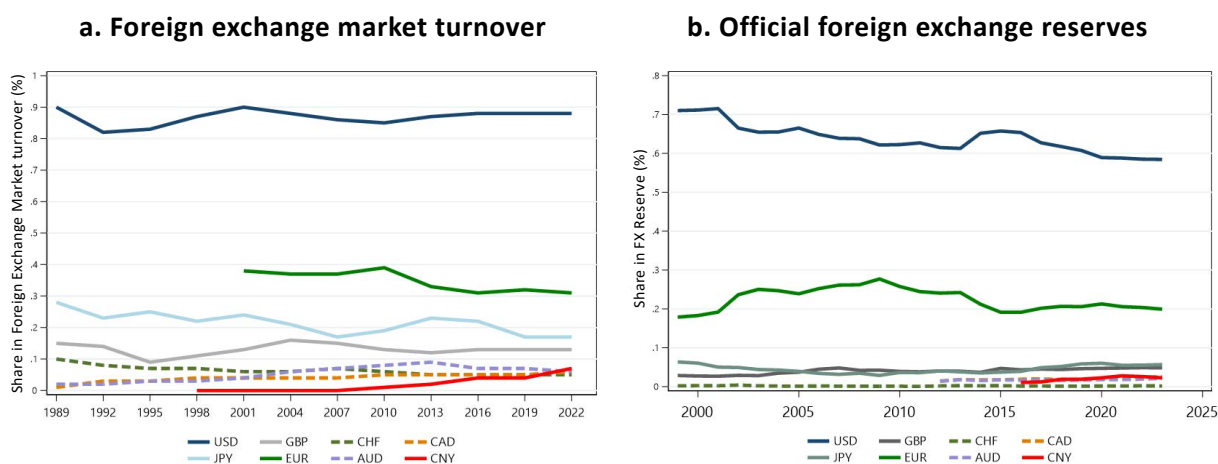 a. Foreign exchange market turnover
Share in Foreign Exchange Market turnover (%)
1
.9
.8
.7
.6
.5
.4
.3
.2
.1
0
1989 1992 1995 1998 2001 2004 2007 2010 2013 2016 2019 2022
USD GBP CHF CAD
JPY EUR AUD CNY
b. Official foreign exchange reserves
Share in FX Reserve (%)
.8
.7
.6
.5
.4
.3
.2
.1
0
2000 2005 2010 2015 2020 2025
USD GBP CHF CAD
JPY EUR AUD CNY